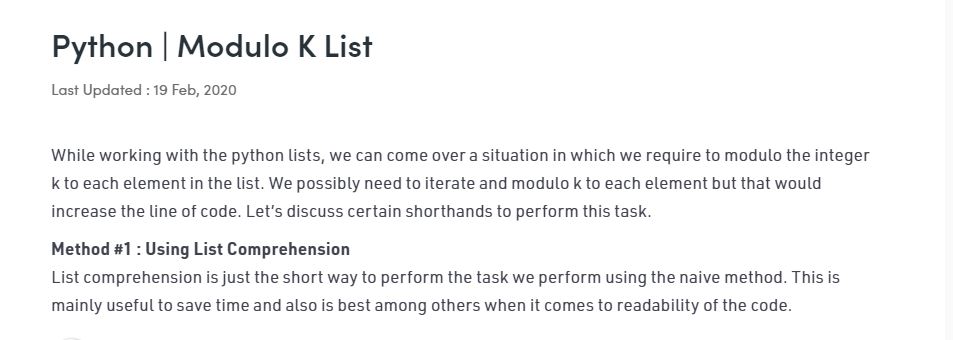 Python | Modulo K List
Last Updated : 19 Feb, 2020
While working with the python lists, we can come over a situation in which we require to modulo the integer
k to each element in the list. We possibly need to iterate and modulo k to each element but that would
increase the line of code. Let’s discuss certain shorthands to perform this task.
Method #1 : Using List Comprehension
List comprehension is just the short way to perform the task we perform using the naive method. This is
mainly useful to save time and also is best among others when it comes to readability of the code.